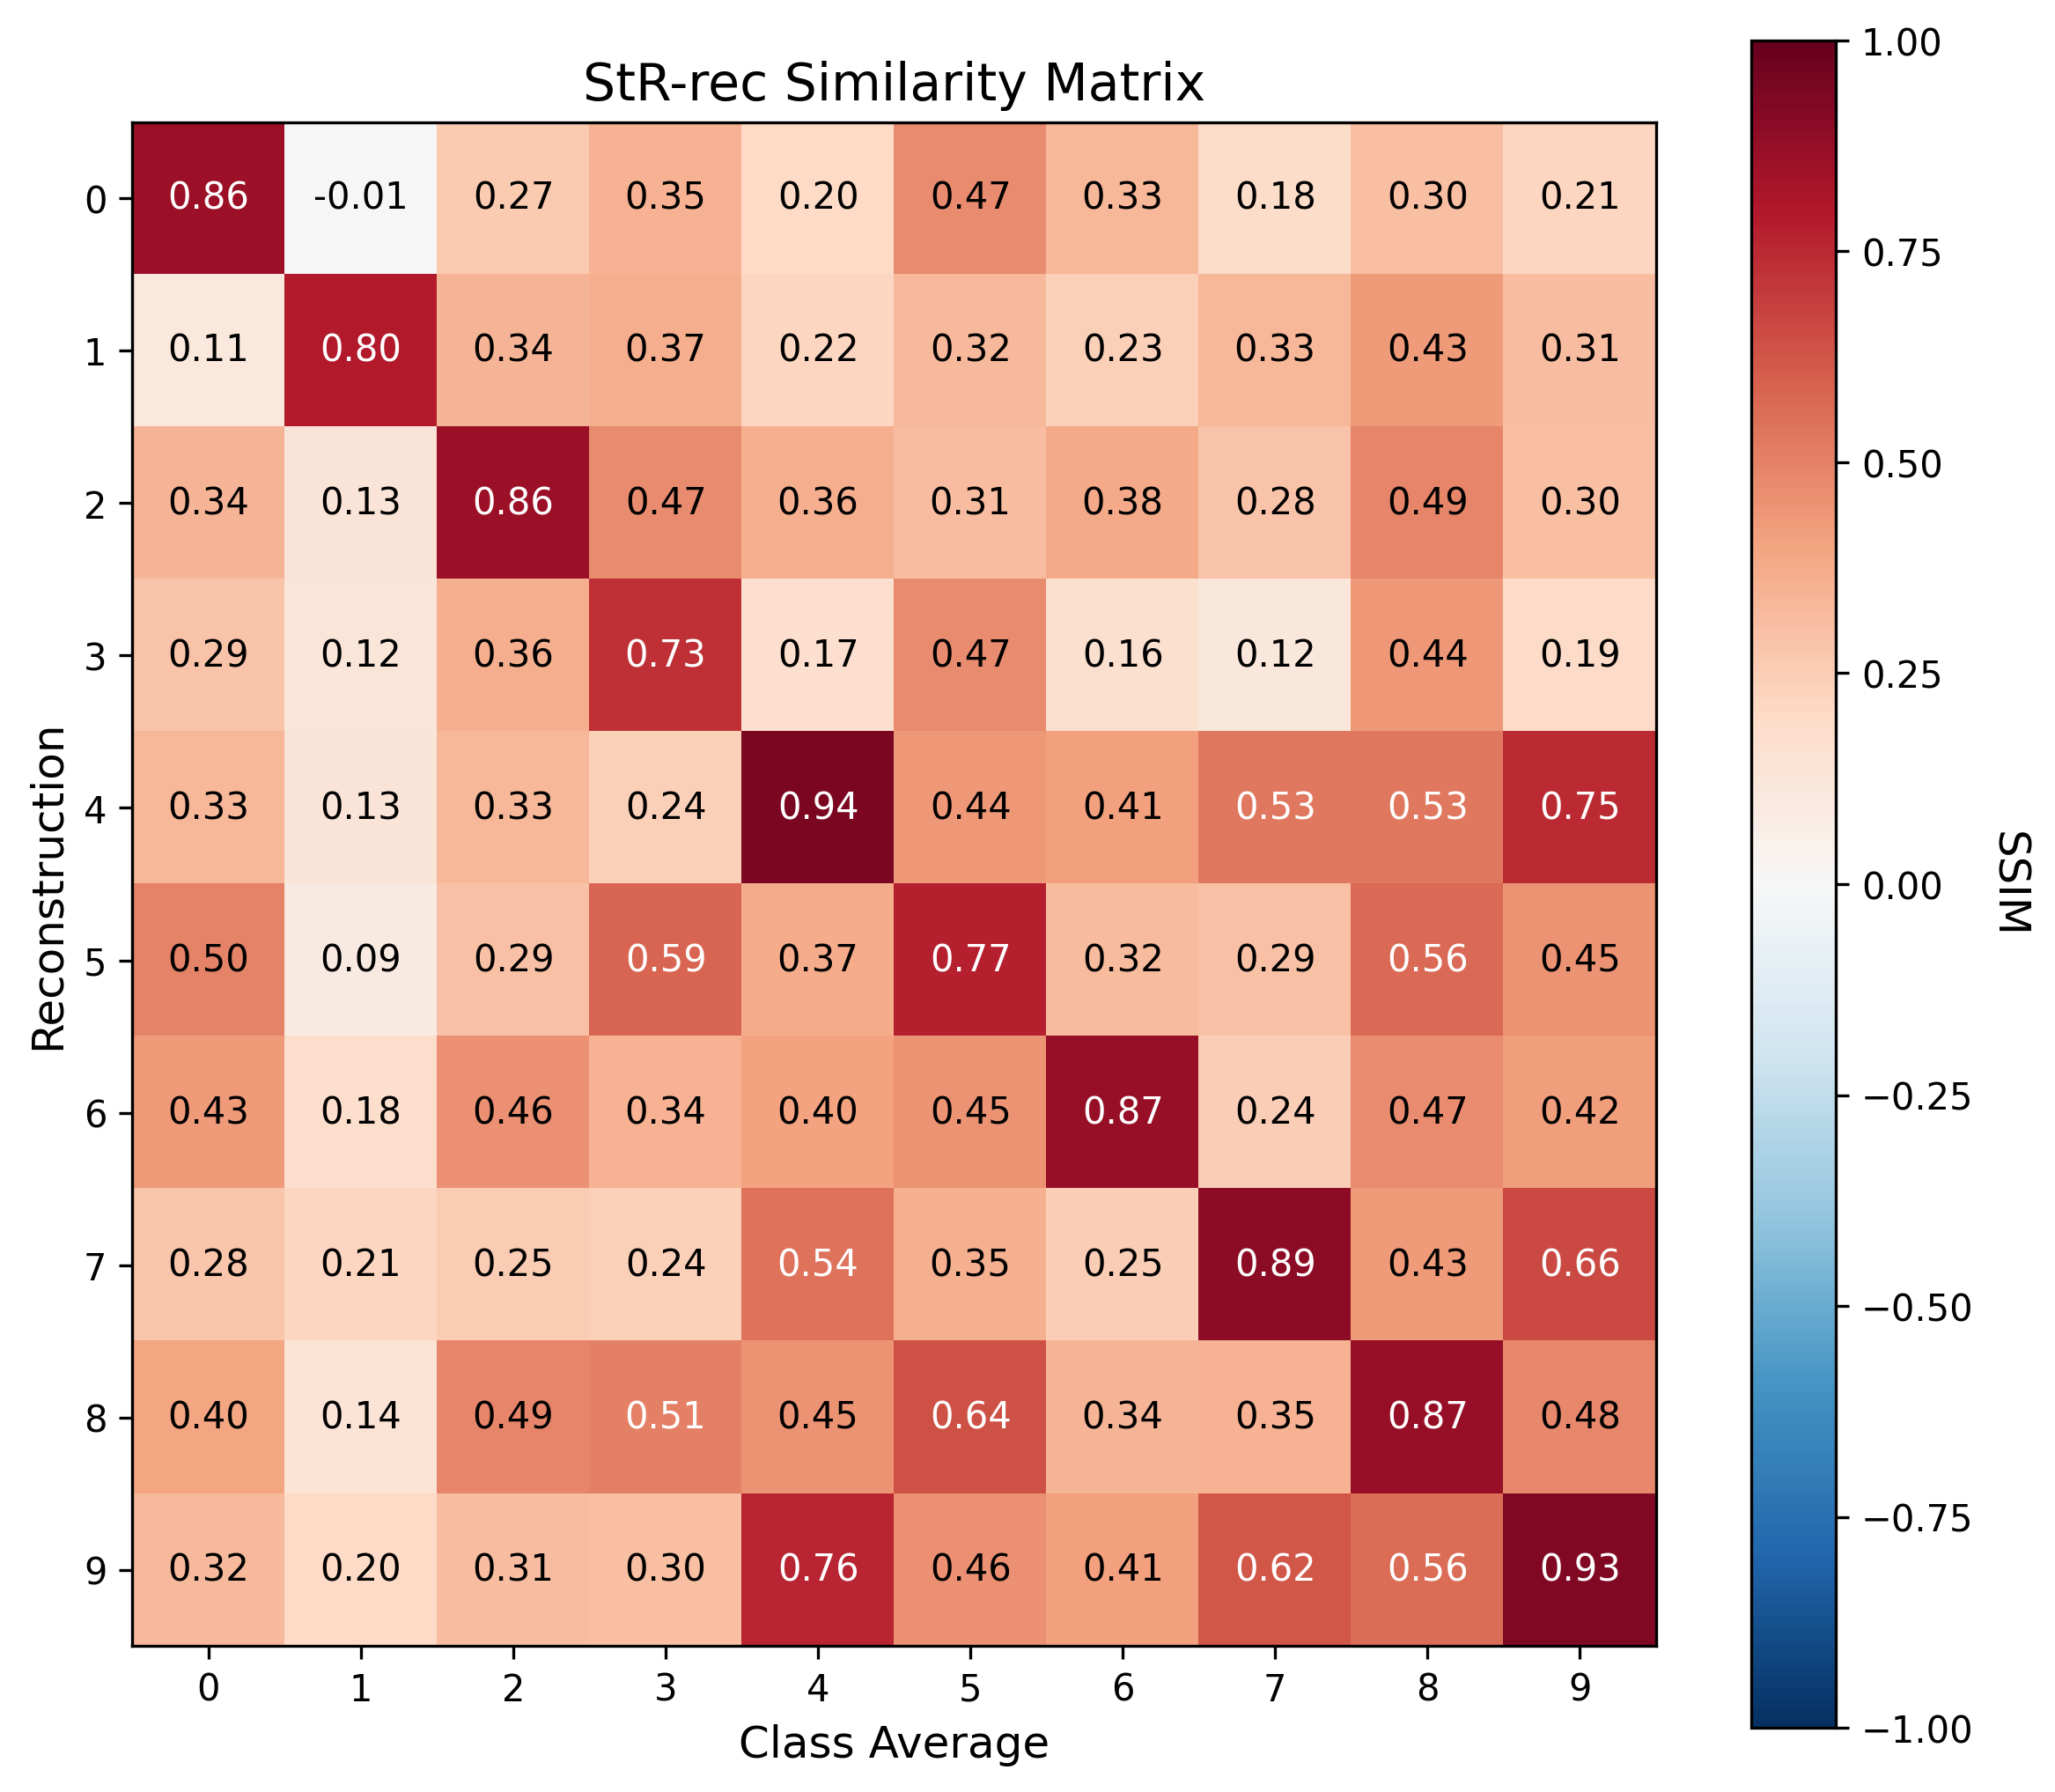 StR-rec Similarity Matrix
0 0.86 -0.01 0.27 0.35 0.20 0.47 0.33 0.18 0.30 0.21
1 0.11 0.80 0.34 0.37 0.22 0.32 0.23 0.33 0.43 0.31
2 0.34 0.13 0.86 0.47 0.36 0.31 0.38 0.28 0.49 0.30
3 0.29 0.12 0.36 0.73 0.17 0.47 0.16 0.12 0.44 0.19
4 0.33 0.13 0.33 0.24 0.94 0.44 0.41 0.53 0.53 0.75
5 0.50 0.09 0.29 0.59 0.37 0.77 0.32 0.29 0.56 0.45
6 0.43 0.18 0.46 0.34 0.40 0.45 0.87 0.24 0.47 0.42
7 0.28 0.21 0.25 0.24 0.54 0.35 0.25 0.89 0.43 0.66
8 0.40 0.14 0.49 0.51 0.45 0.64 0.34 0.35 0.87 0.48
9 0.32 0.20 0.31 0.30 0.76 0.46 0.41 0.62 0.56 0.93
0 1 2 3 4 5 6 7 8 9
Class Average
Reconstruction
1.00
0.75
0.50
0.25
0.00
−0.25
−0.50
−0.75
−1.00
SSIM